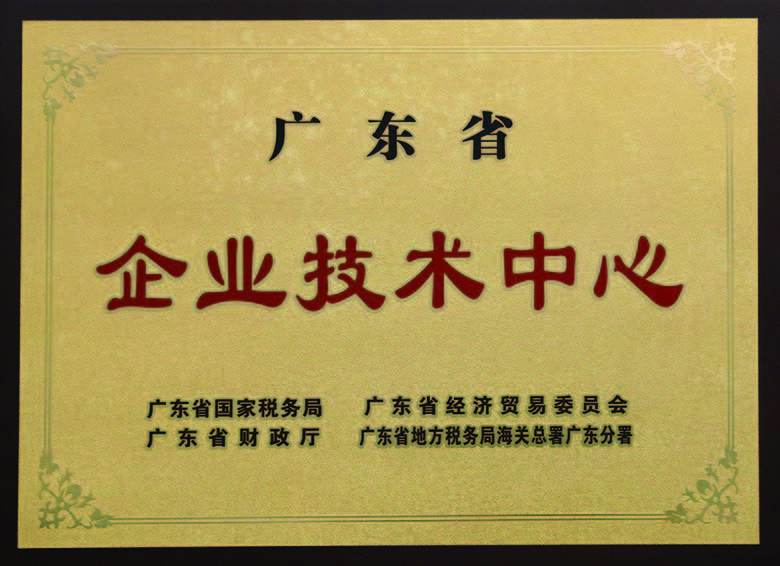 广东省
企业技术中心
广东省国家税务局 广东省经济贸易委员会
广东省财政厅 广东省地方税务局海关总署广东分署